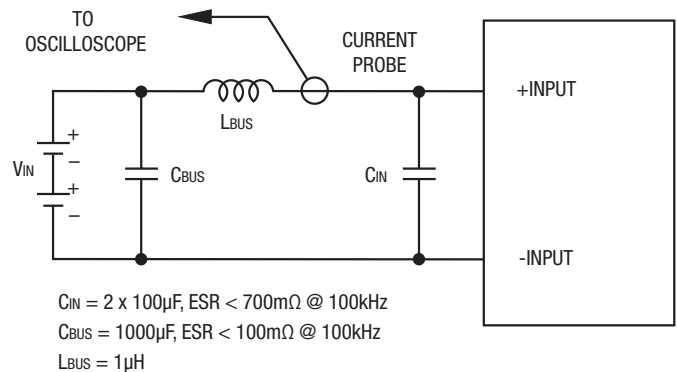 TO
OSCILLOSCOPE
CURRENT
PROBE
+INPUT
LBUS
+
VIN
−
+
−
CBUS
CIN
-INPUT
CIN = 2 x 100µF, ESR < 700mΩ @ 100kHz
CBUS = 1000µF, ESR < 100mΩ @ 100kHz
LBUS = 1µH